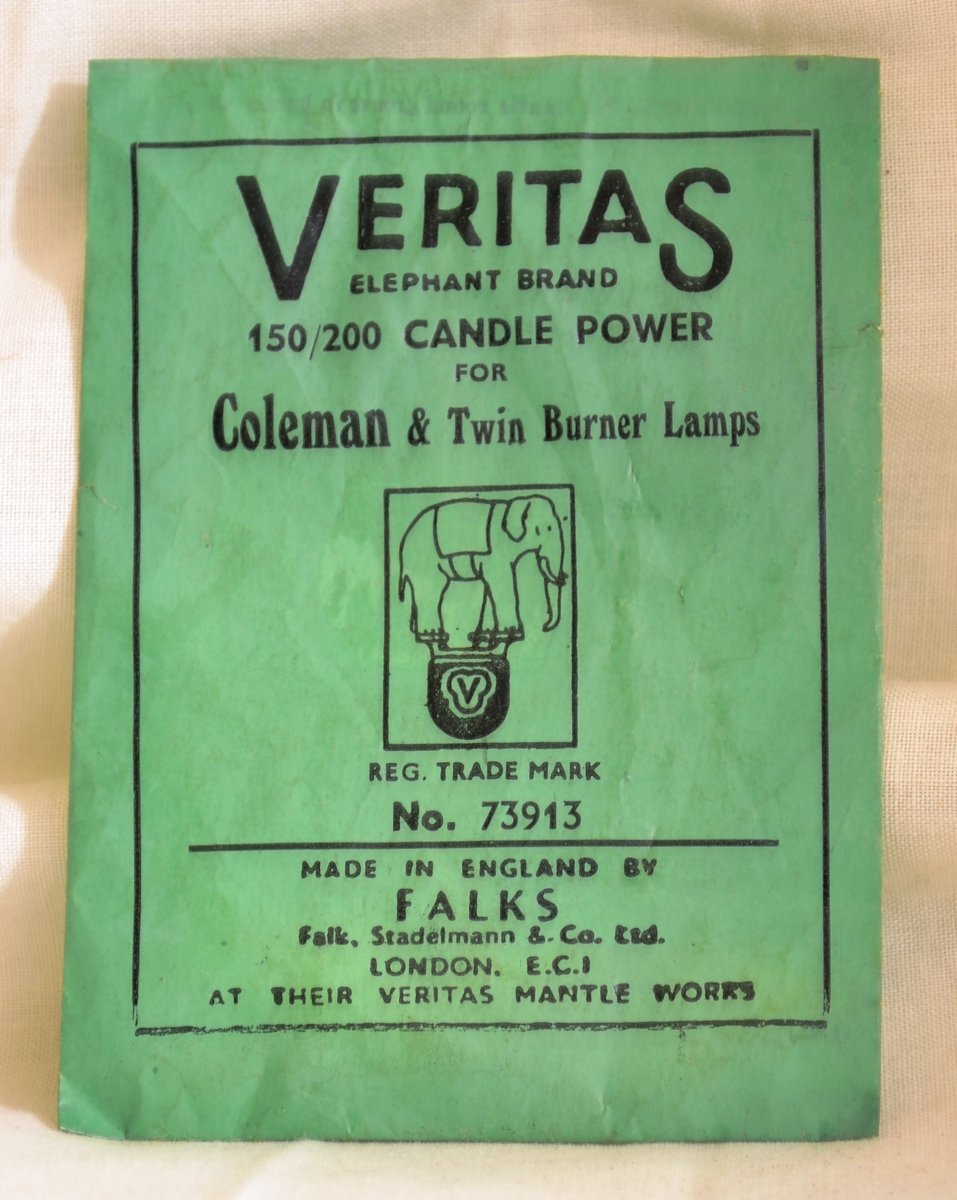 VERITAS
ELEPHANT BRAND
150/200 CANDLE POWER
FOR
Coleman & Twin Burner Lamps
V
REG. TRADE MARK
No. 73913
MADE IN ENGLAND BY
FALKS
Falk, Stadelmann & Co. Ltd.
LONDON. E.C.1
AT THEIR VERITAS MANTLE WORKS